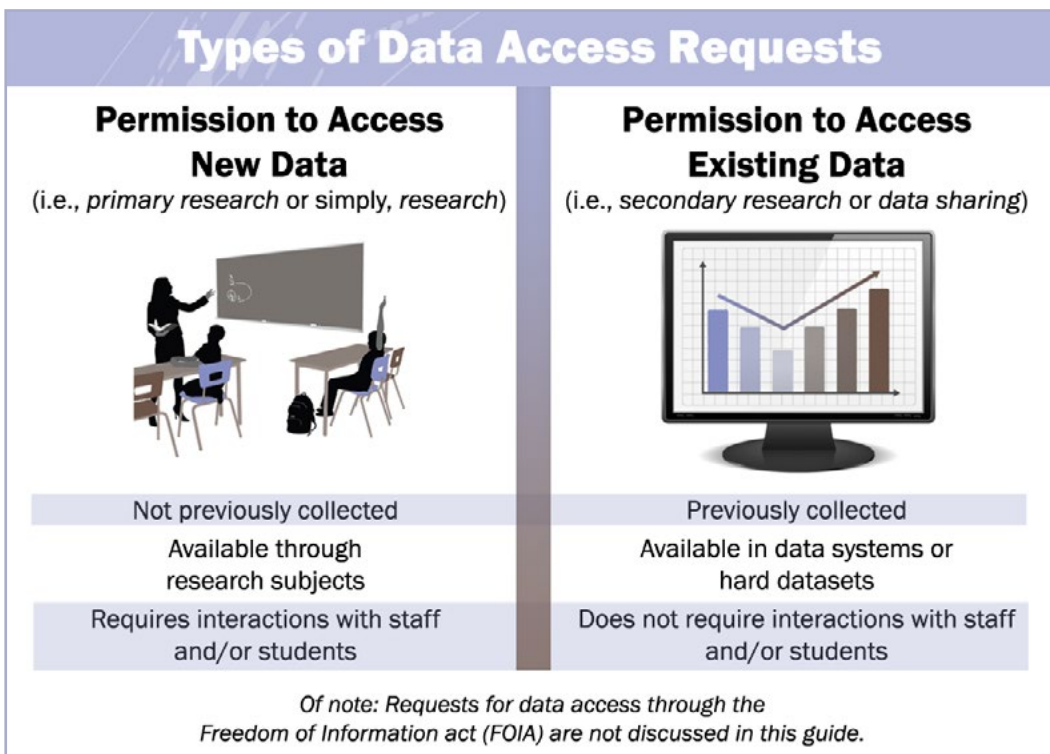 Types of Data Access Requests
Permission to Access
New Data
(i.e., primary research or simply, research)
Not previously collected
Available through
research subjects
Requires interactions with staff
and/or students
Permission to Access
Existing Data
(i.e., secondary research or data sharing)
Previously collected
Available in data systems or
hard datasets
Does not require interactions with staff
and/or students
Of note: Requests for data access through the
Freedom of Information act (FOIA) are not discussed in this guide.